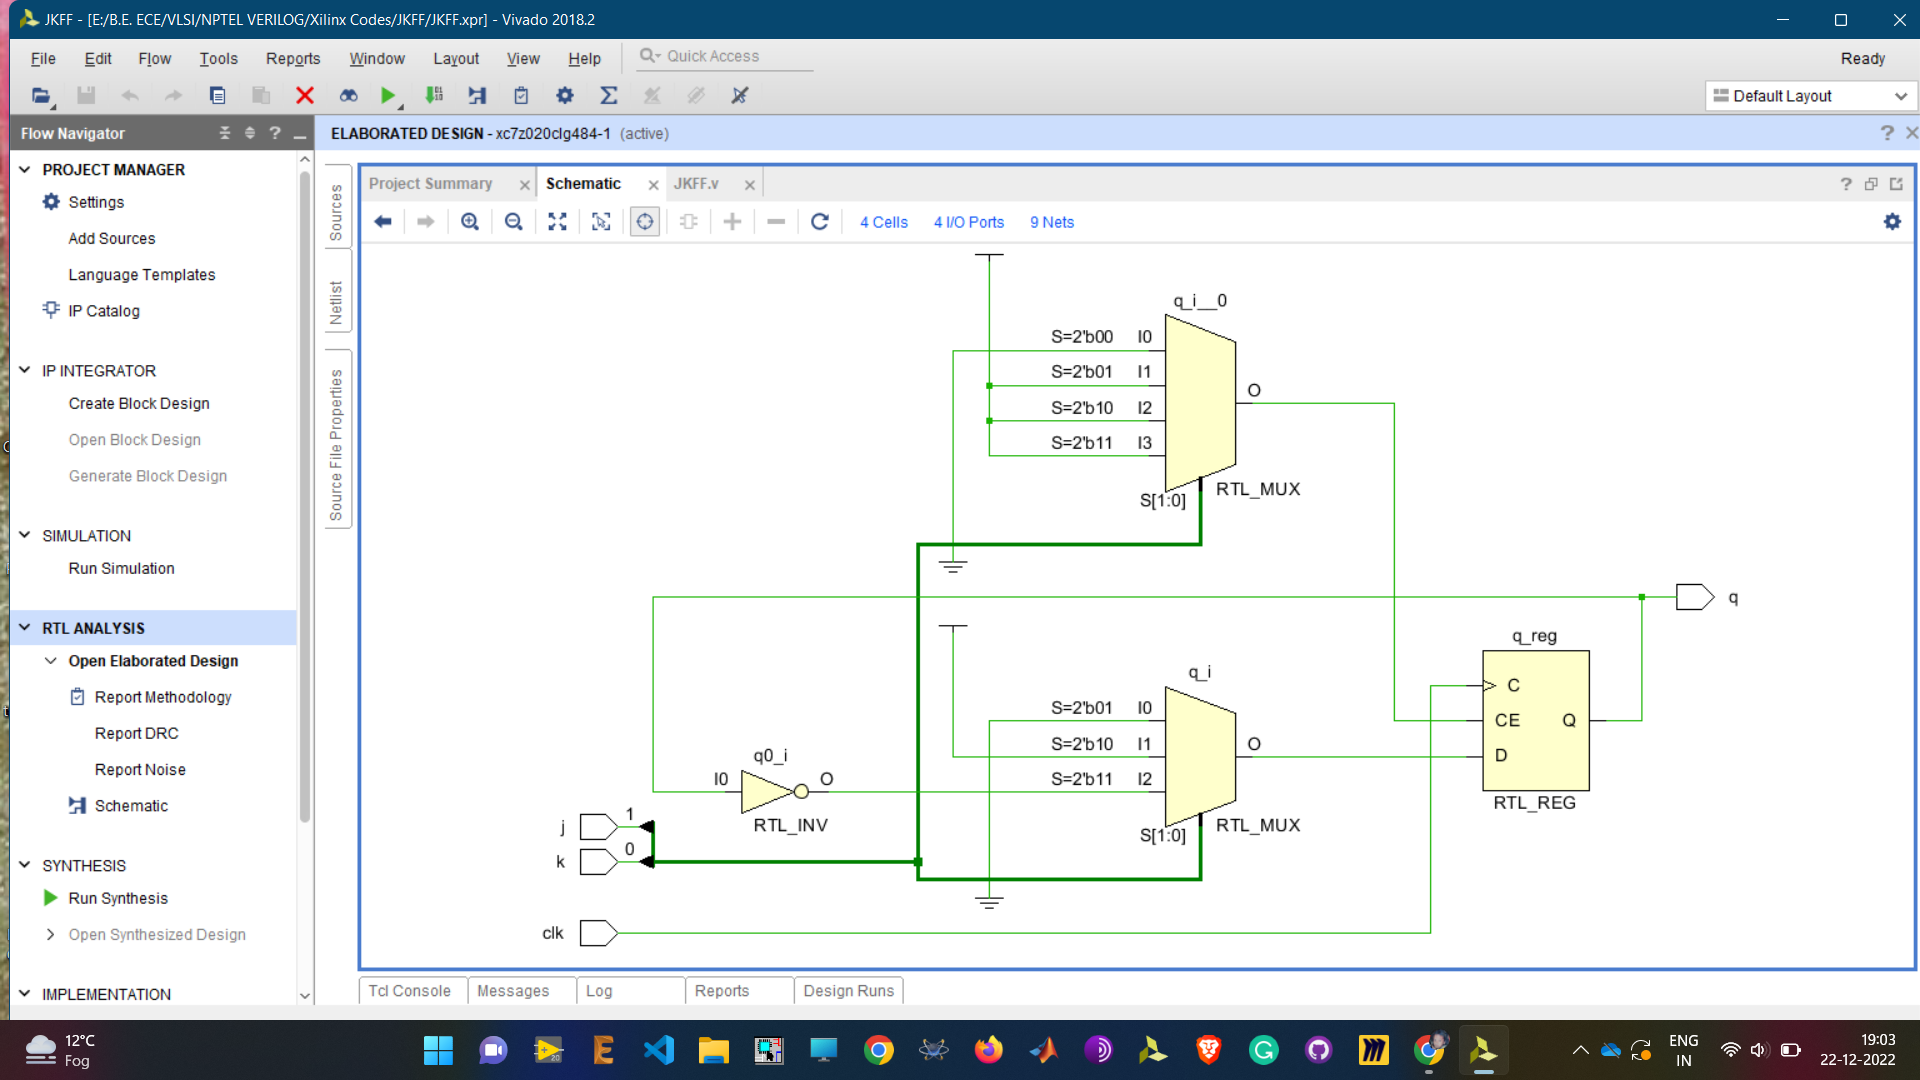 JKFF - [E:/B.E. ECE/VLSI/NPTEL VERILOG/Xilinx Codes/JKFF/JKFF.xpr] - Vivado 2018.2
File Edit Flow Tools Reports Window Layout View Help Quick Access Ready
Default Layout
Flow Navigator
ELABORATED DESIGN - xc7z020clg484-1 (active)
PROJECT MANAGER
Settings
Add Sources
Language Templates
IP Catalog
IP INTEGRATOR
Create Block Design
Open Block Design
Generate Block Design
SIMULATION
Run Simulation
RTL ANALYSIS
Open Elaborated Design
Report Methodology
Report DRC
Report Noise
Schematic
SYNTHESIS
Run Synthesis
Open Synthesized Design
IMPLEMENTATION
Sources
Netlist
Source File Properties
Project Summary Schematic JKFF.v
4 Cells 4 I/O Ports 9 Nets
q_i__0
S=2'b00 I0
S=2'b01 I1
O
S=2'b10 I2
S=2'b11 I3
RTL_MUX
S[1:0]
q
q_reg
q_i
C
S=2'b01 I0
CE Q
S=2'b10 I1 O
D
q0_i
I0 O
S=2'b11 I2
RTL_REG
RTL_INV
S[1:0] RTL_MUX
j 1
k 0
clk
Tcl Console Messages Log Reports Design Runs
12°C
Fog
ENG
IN
19:03
22-12-2022